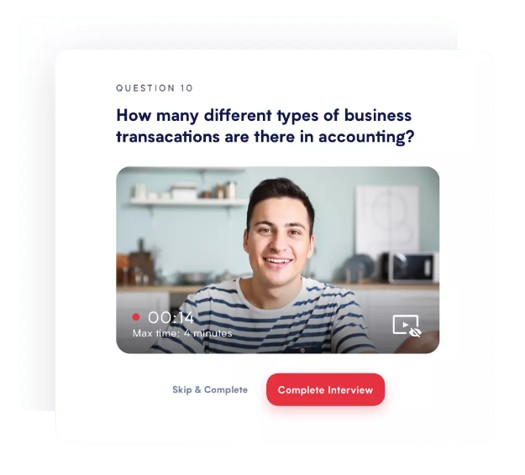 QUESTION 10
How many different types of business
transacations are there in accounting?
00:14
Max time: 4 minutes
Skip & Complete
Complete Interview